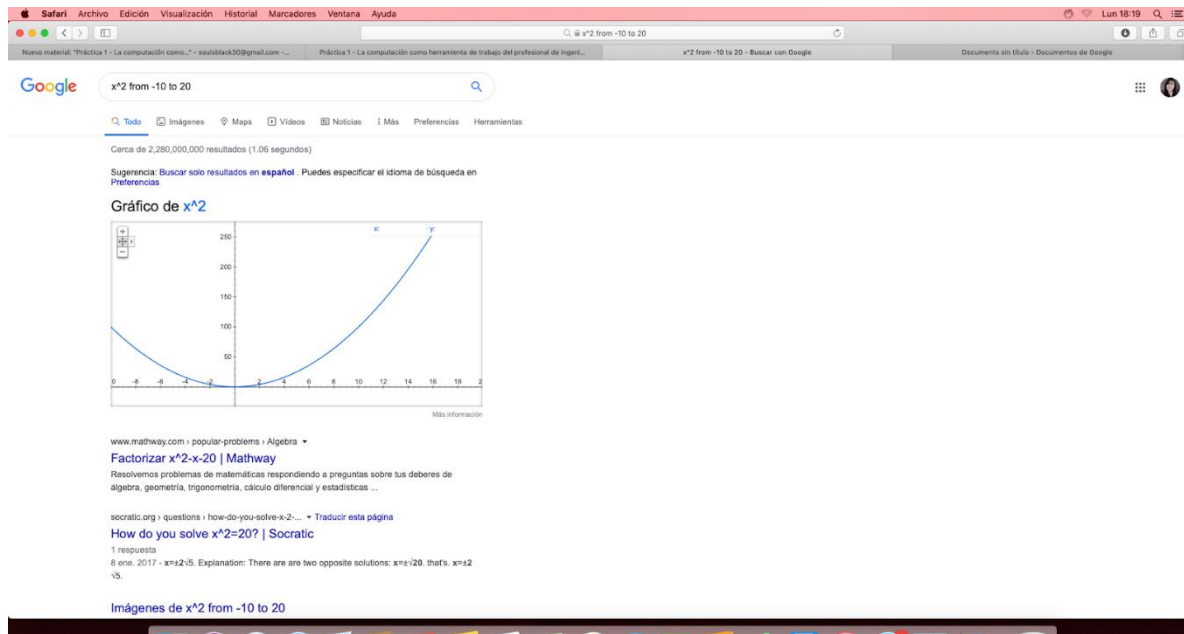 Safari Archivo Edición Visualización Historial Marcadores Ventana Ayuda Lun 18:19
x^2 from -10 to 20
Nuevo material: "Práctica 1 - La computación como..." - saulsblack30@gmail.com -... Práctica 1 - La computación como herramienta de trabajo del profesional de ingeni... x^2 from -10 to 20 - Buscar con Google Documento sin título - Documentos de Google
Google x^2 from -10 to 20
Todo Imágenes Maps Vídeos Noticias Más Preferencias Herramientas
Cerca de 2,280,000,000 resultados (1.06 segundos)
Sugerencia: Buscar solo resultados en español . Puedes especificar el idioma de búsqueda en
Preferencias
Gráfico de x^2
x: y:
250
200
150
100
50
0 -8 -6 -4 -2 2 4 6 8 10 12 14 16 18 2
Más información
www.mathway.com › popular-problems › Algebra
Factorizar x^2-x-20 | Mathway
Resolvemos problemas de matemáticas respondiendo a preguntas sobre tus deberes de
álgebra, geometría, trigonometría, cálculo diferencial y estadísticas ...
socratic.org › questions › how-do-you-solve-x-2-... Traducir esta página
How do you solve x^2=20? | Socratic
1 respuesta
8 ene. 2017 - x=±2√5. Explanation: There are are two opposite solutions: x=±√20. that's. x=±2
√5.
Imágenes de x^2 from -10 to 20